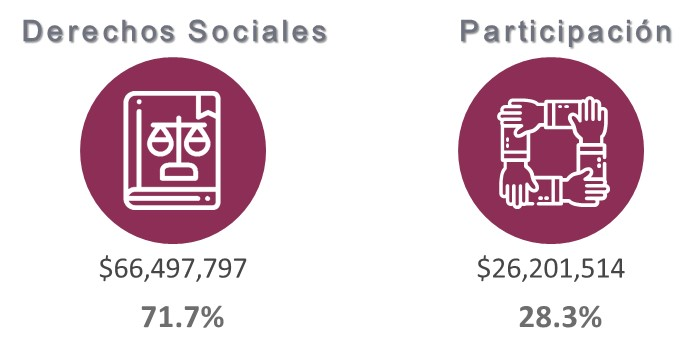 Derechos Sociales
Participación
$66,497,797
$26,201,514
71.7%
28.3%